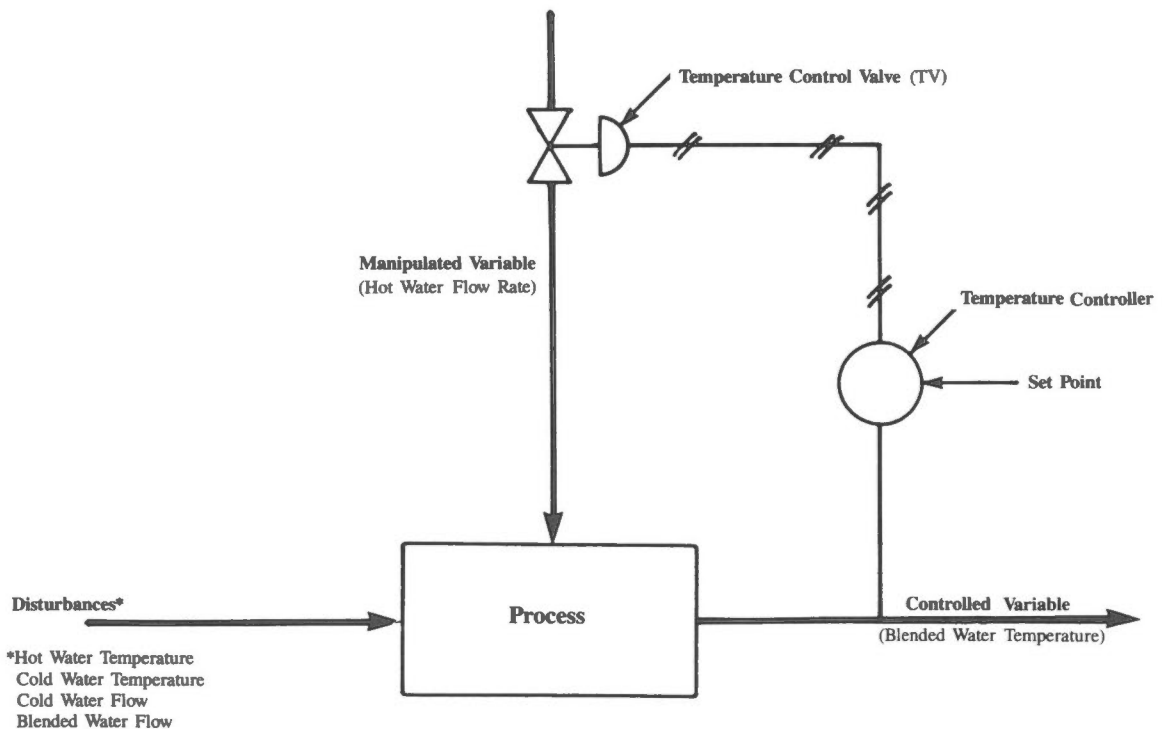 Temperature Control Valve (TV)
Manipulated Variable
(Hot Water Flow Rate)
Temperature Controller
Set Point
Disturbances*
Process
Controlled Variable
(Blended Water Temperature)
*Hot Water Temperature
Cold Water Temperature
Cold Water Flow
Blended Water Flow